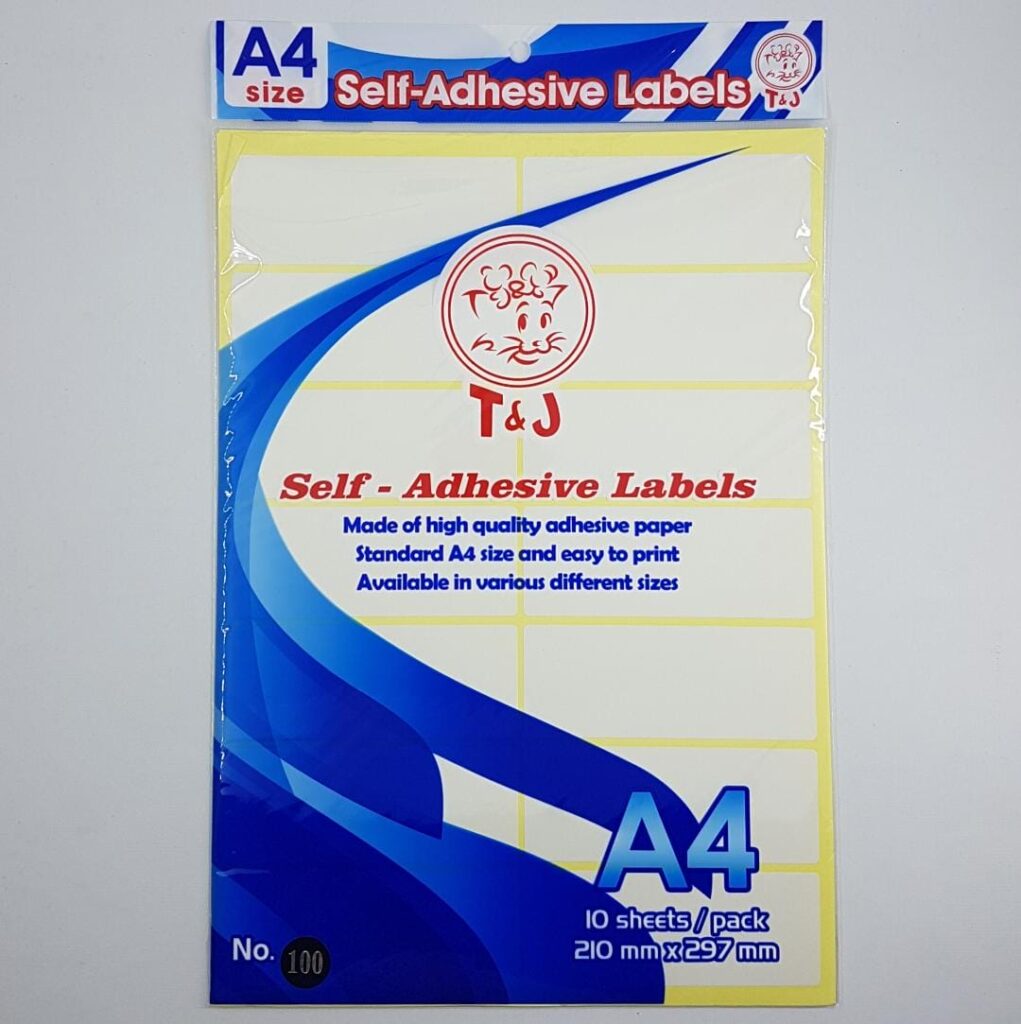 A4
size
Self-Adhesive Labels
T&J
T&J
T&J
Self - Adhesive Labels
Made of high quality adhesive paper
Standard A4 size and easy to print
Available in various different sizes
A4
10 sheets / pack
210 mm x 297 mm
No. 100